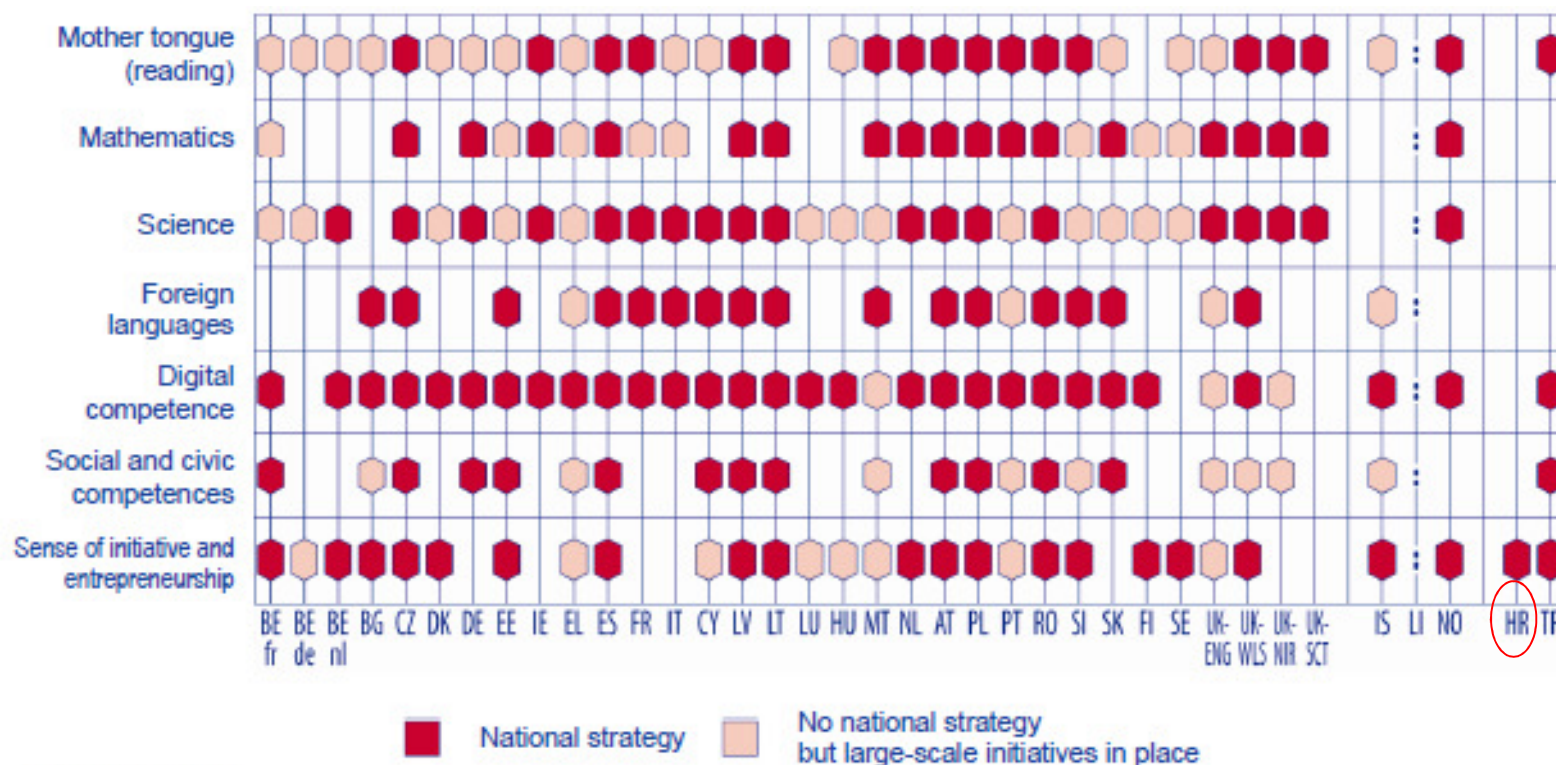 Mother tongue
(reading)
Mathematics
Science
Foreign
languages
Digital
competence
Social and civic
competences
Sense of initiative and
entrepreneurship
BE BE BE BG CZ DK DE EE IE EL ES FR IT CY LV LT LU HU MT NL AT PL PT RO SI SK FI SE UK- UK- UK- UK- IS LI NO HR
fr de nl ENG WLS NIR SCT
National strategy
No national strategy
but large-scale initiatives in place